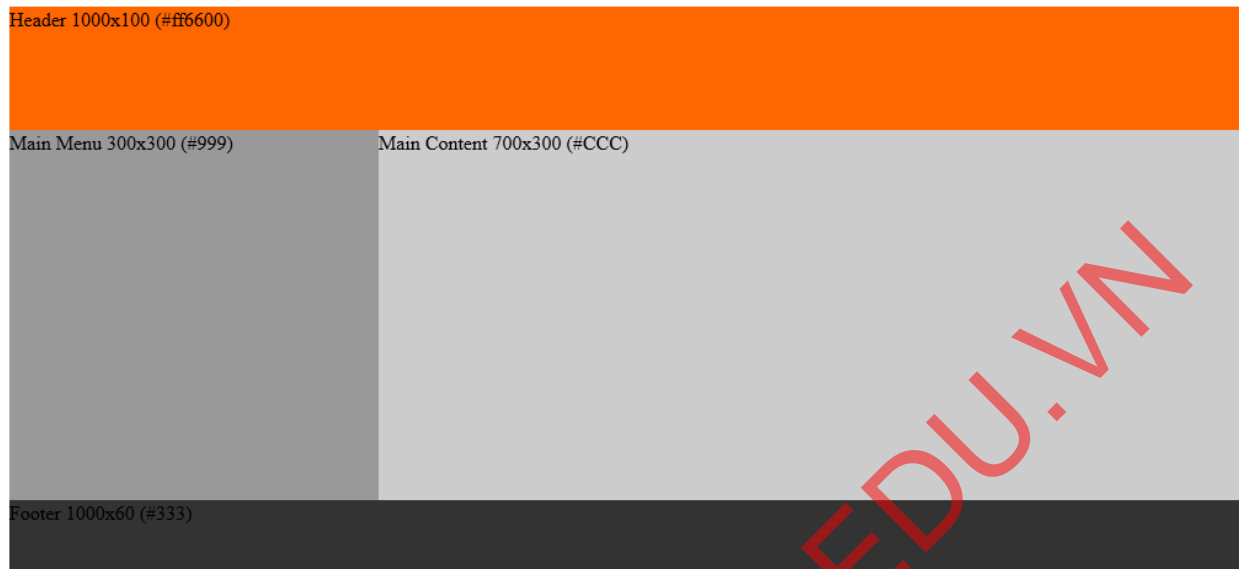 Header 1000x100 (#ff6600)
Main Menu 300x300 (#999)
Main Content 700x300 (#CCC)
Footer 1000x60 (#333)
.EDU.VN